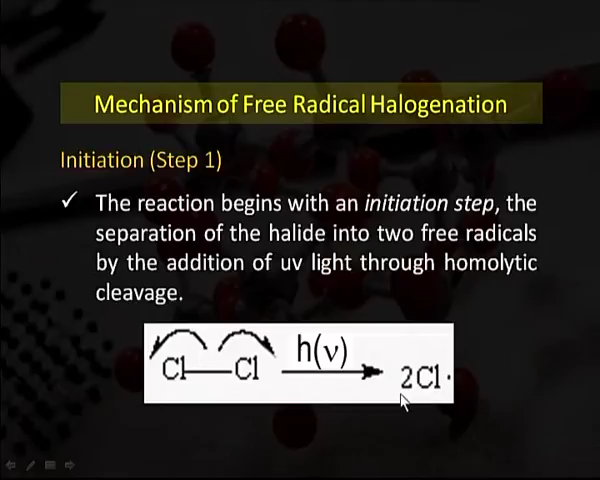 Mechanism of Free Radical Halogenation
Initiation (Step 1)
✓ The reaction begins with an initiation step, the
separation of the halide into two free radicals
by the addition of uv light through homolytic
cleavage.
Cl—Cl h(ν) 2Cl·